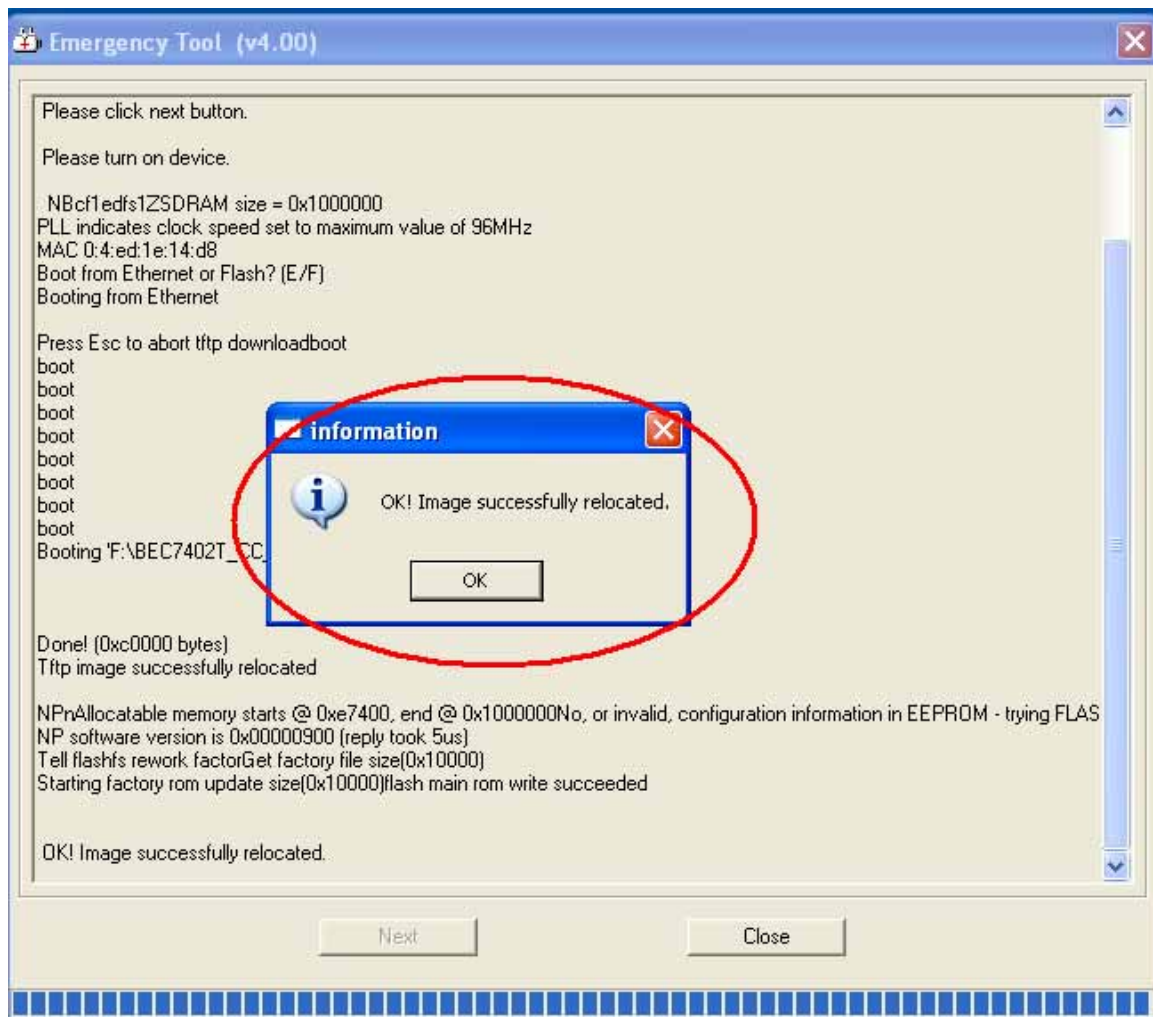 Emergency Tool (v4.00)
Please click next button.
Please turn on device.
NBcf1edfs1ZSDRAM size = 0x1000000
PLL indicates clock speed set to maximum value of 96MHz
MAC 0:4:ed:1e:14:d8
Boot from Ethernet or Flash? (E/F)
Booting from Ethernet
Press Esc to abort tftp downloadboot
boot
boot
boot
boot
boot
boot
boot
boot
Booting 'F:\BEC7402T_CC_
information
OK! Image successfully relocated.
OK
Done! (0xc0000 bytes)
Tftp image successfully relocated
NPnAllocatable memory starts @ 0xe7400, end @ 0x1000000No, or invalid, configuration information in EEPROM - trying FLAS
NP software version is 0x00000900 (reply took 5us)
Tell flashfs rework factorGet factory file size(0x10000)
Starting factory rom update size(0x10000)flash main rom write succeeded
OK! Image successfully relocated.
Next
Close